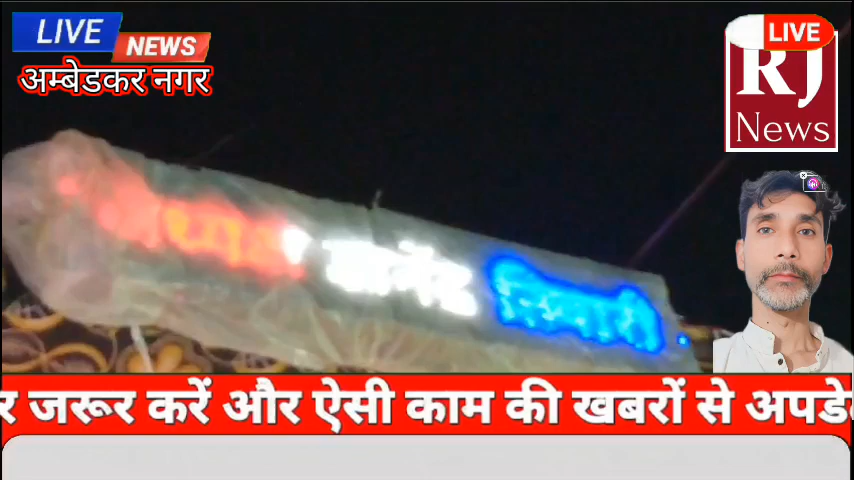 LIVE
NEWS
अम्बेडकर नगर
LIVE
RJ
News
र जरूर करें और ऐसी काम की खबरों से अपडे